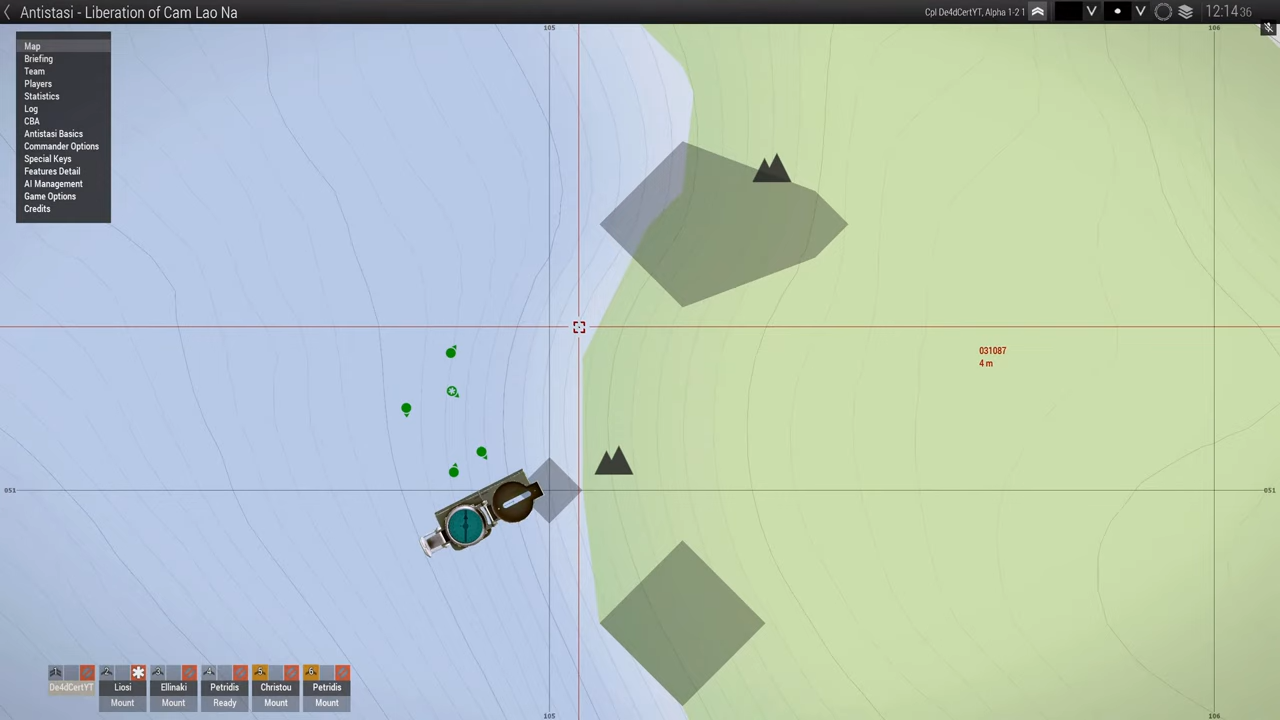 Antistasi - Liberation of Cam Lao Na
Cpl De4dCertYT, Alpha 1-2 1
12:14 36
105
106
Map
Briefing
Team
Players
Statistics
Log
CBA
Antistasi Basics
Commander Options
Special Keys
Features Detail
AI Management
Game Options
Credits
031087
4 m
051
051
De4dCertYT
Liosi
Ellinaki
Petridis
Christou
Petridis
Mount
Mount
Ready
Mount
Mount
105
106